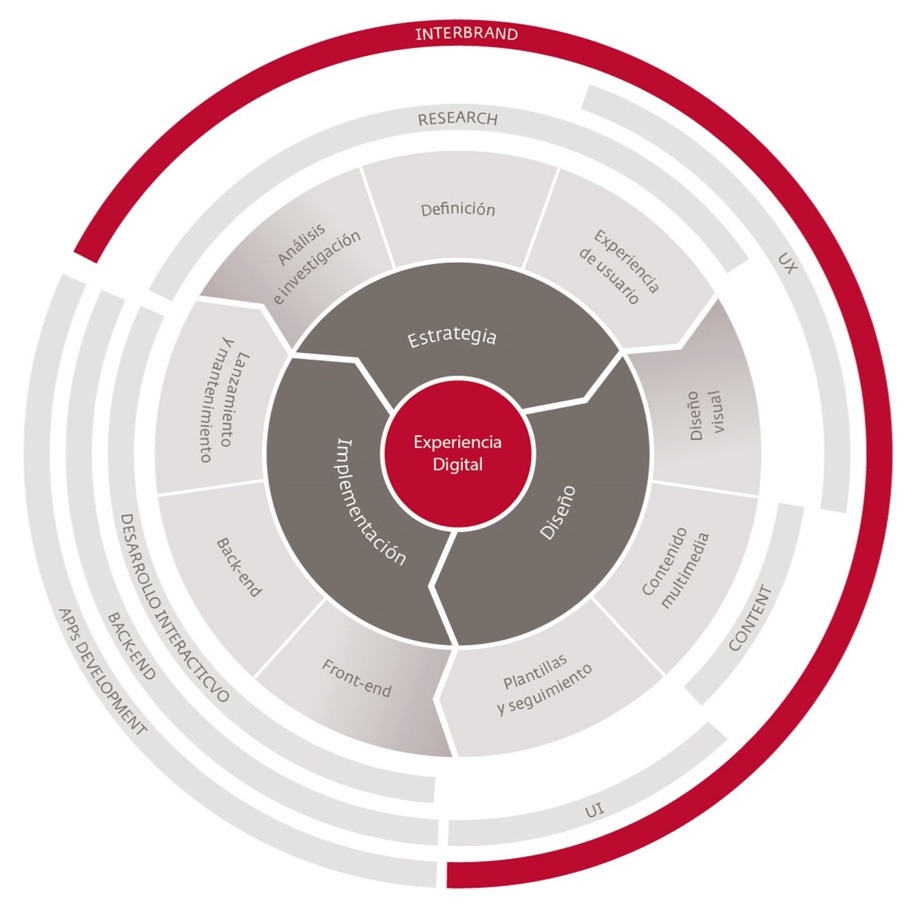 INTERBRAND
RESEARCH
UX
Definición
Análisis
e investigación
Experiencia
de usuario
Estrategia
Lanzamiento
y mantenimiento
Diseño
visual
Experiencia
Digital
Implementación
Diseño
Contenido
multimedia
Back-end
CONTENT
DESARROLLO INTERACTICVO
BACK-END
APPs DEVELOPMENT
Front-end
Plantillas
y seguimiento
UI